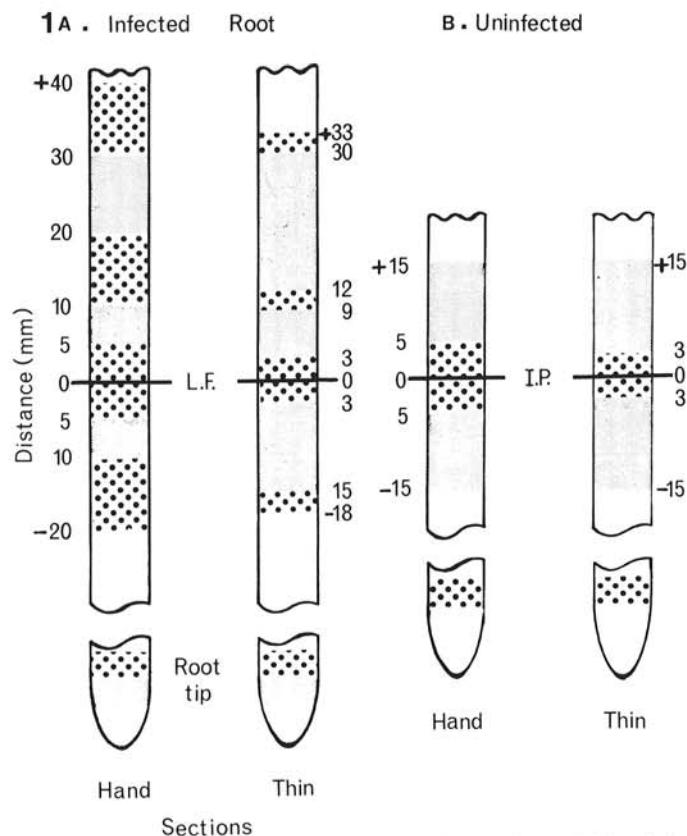 1A. Infected Root
B. Uninfected
+40
30
20
10
5
0
5
10
-20
Distance (mm)
L.F.
+33
30
12
9
3
0
3
15
-18
+15
5
0
5
-15
I.P.
+15
3
0
3
-15
Root
tip
Hand
Thin
Hand
Thin
Sections